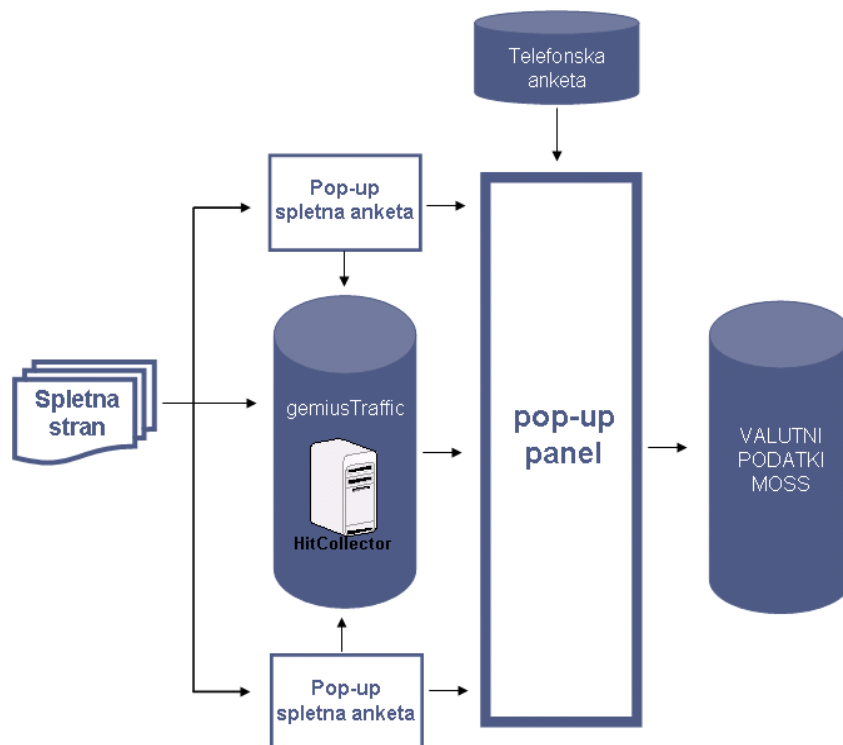 Telefonska
anketa
Pop-up
spletna anketa
Spletna
stran
gemiusTraffic
HitCollector
pop-up
panel
VALUTNI
PODATKI
MOSS
Pop-up
spletna anketa